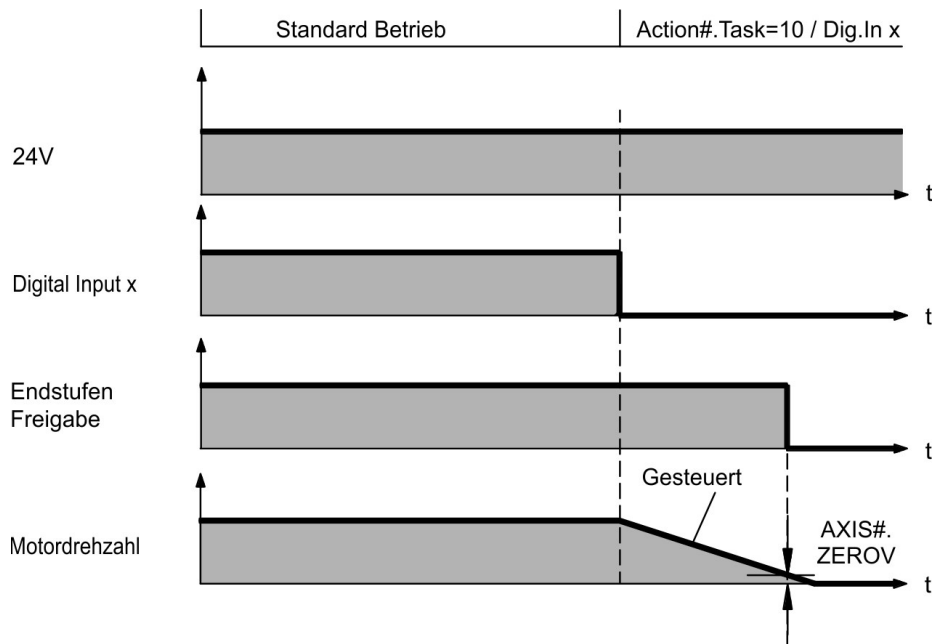 Standard Betrieb
Action#.Task=10 / Dig.In x
24V
t
Digital Input x
t
Endstufen
Freigabe
t
Gesteuert
Motordrehzahl
AXIS#.
ZEROV
t